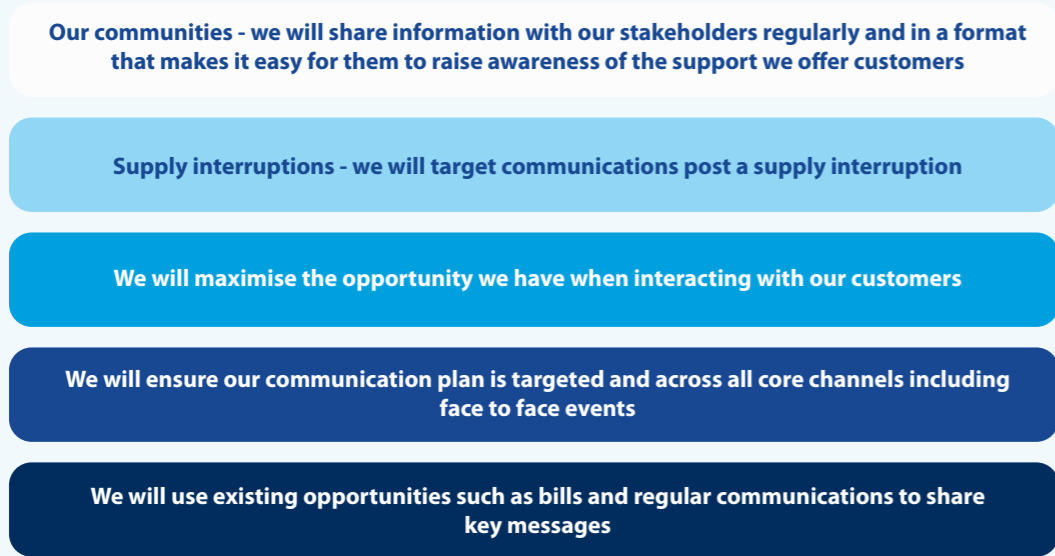 Our communities - we will share information with our stakeholders regularly and in a format
that makes it easy for them to raise awareness of the support we offer customers
Supply interruptions - we will target communications post a supply interruption
We will maximise the opportunity we have when interacting with our customers
We will ensure our communication plan is targeted and across all core channels including
face to face events
We will use existing opportunities such as bills and regular communications to share
key messages